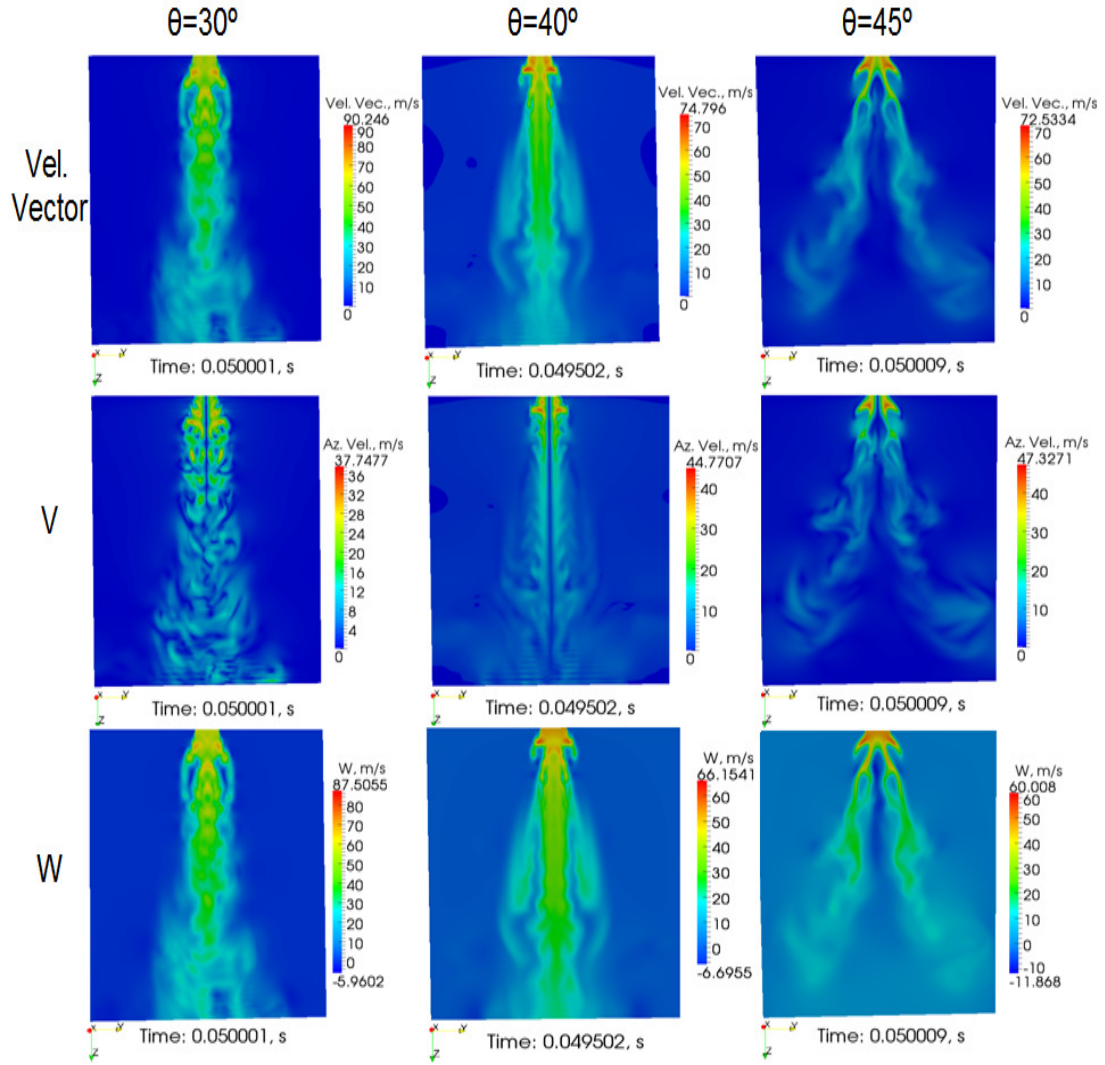 θ=30º θ=40º θ=45º
Vel. Vector
Vel. Vec., m/s
90.246
90
80
70
60
50
40
30
20
10
0
X Y
Z
Time: 0.050001, s
Vel. Vec., m/s
74.796
70
60
50
40
30
20
10
0
X Y
Z
Time: 0.049502, s
Vel. Vec., m/s
72.5334
70
60
50
40
30
20
10
0
X Y
Z
Time: 0.050009, s
V
Az. Vel., m/s
37.7477
36
32
28
24
20
16
12
8
4
0
X Y
Z
Time: 0.050001, s
Az. Vel., m/s
44.7707
40
30
20
10
0
X Y
Z
Time: 0.049502, s
Az. Vel., m/s
47.3271
40
30
20
10
0
X Y
Z
Time: 0.050009, s
W
W, m/s
87.5055
80
70
60
50
40
30
20
10
0
-5.9602
X Y
Z
Time: 0.050001, s
W, m/s
66.1541
60
50
40
30
20
10
0
-6.6955
X Y
Z
Time: 0.049502, s
W, m/s
60.008
60
50
40
30
20
10
0
-10
-11.868
X Y
Z
Time: 0.050009, s